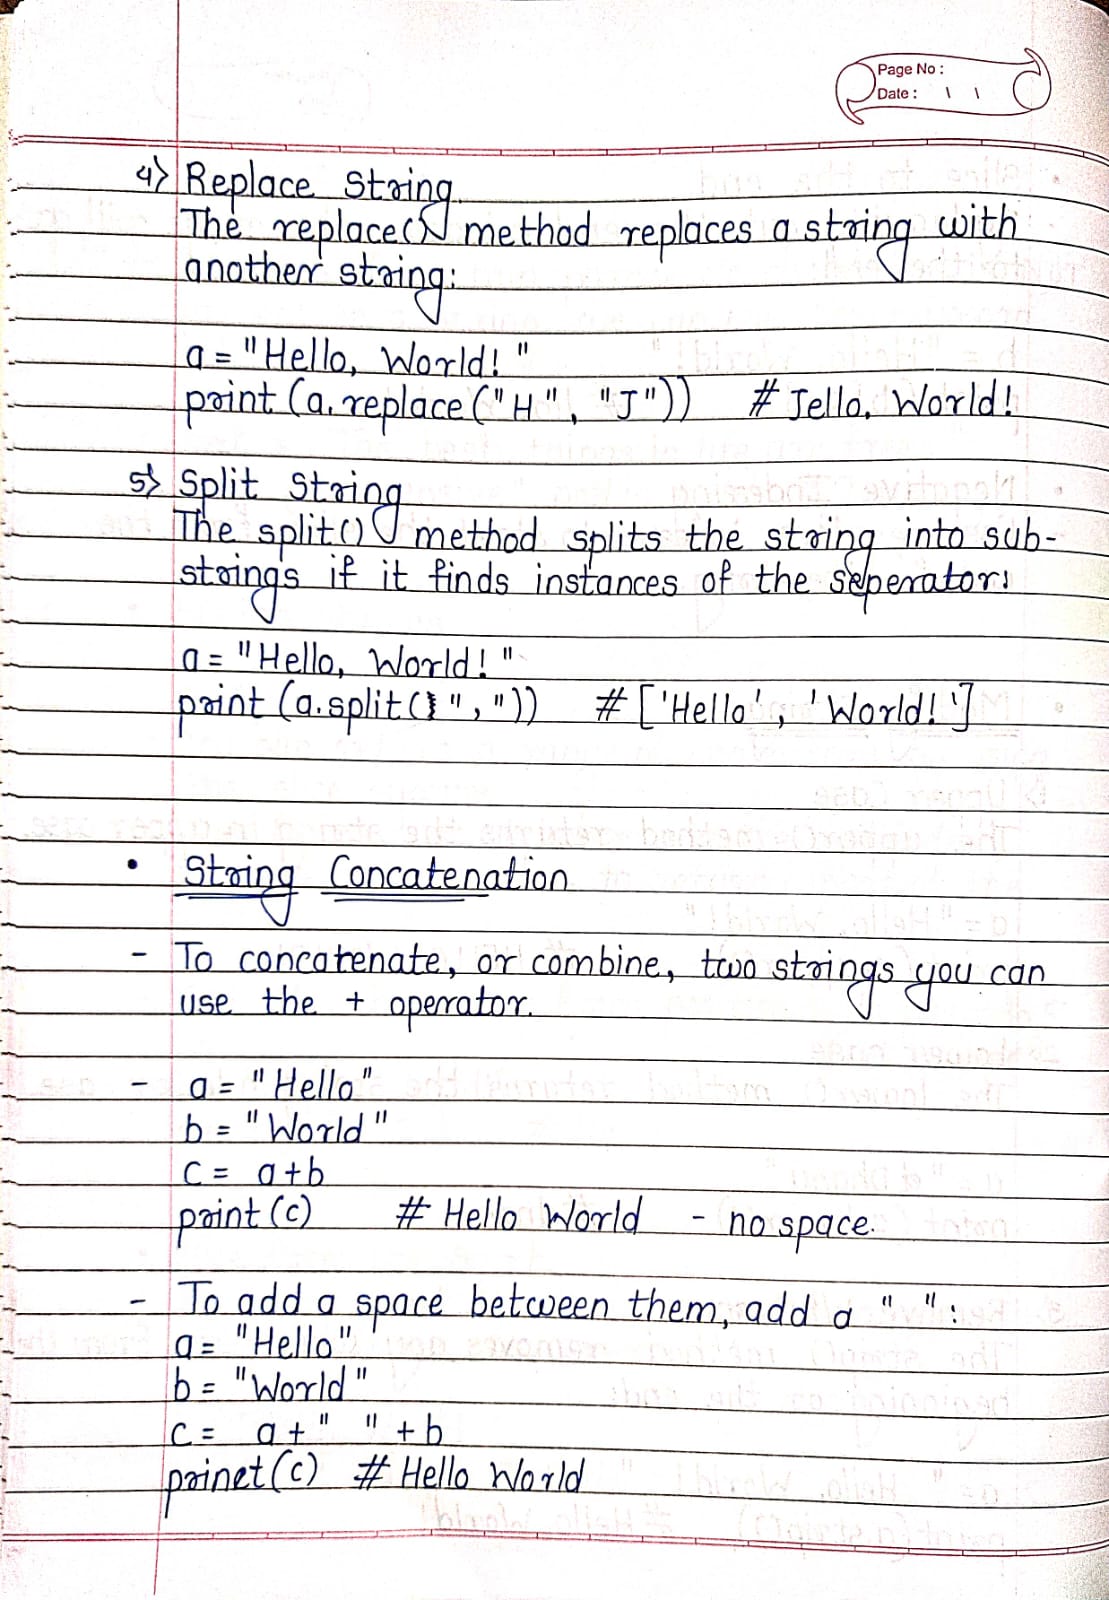 Page No :
Date : \ \
4) Replace String
The replace() method replaces a string with
another string:
a = "Hello, World! "
print (a. replace ("H", "J")) # Jello, World!
5) Split String
The split() method splits the string into sub-
strings if it finds instances of the seperator:
a = "Hello, World! "
print (a.split( ", ")) # ['Hello', 'World!']
• String Concatenation
- To concatenate, or combine, two strings you can
use the + operator.
- a = "Hello"
b = "World"
c = a+b
print (c) # Hello World - no space.
- To add a space between them, add a " ":
a = "Hello"
b = "World"
c = a + " " + b
prinet (c) # Hello World